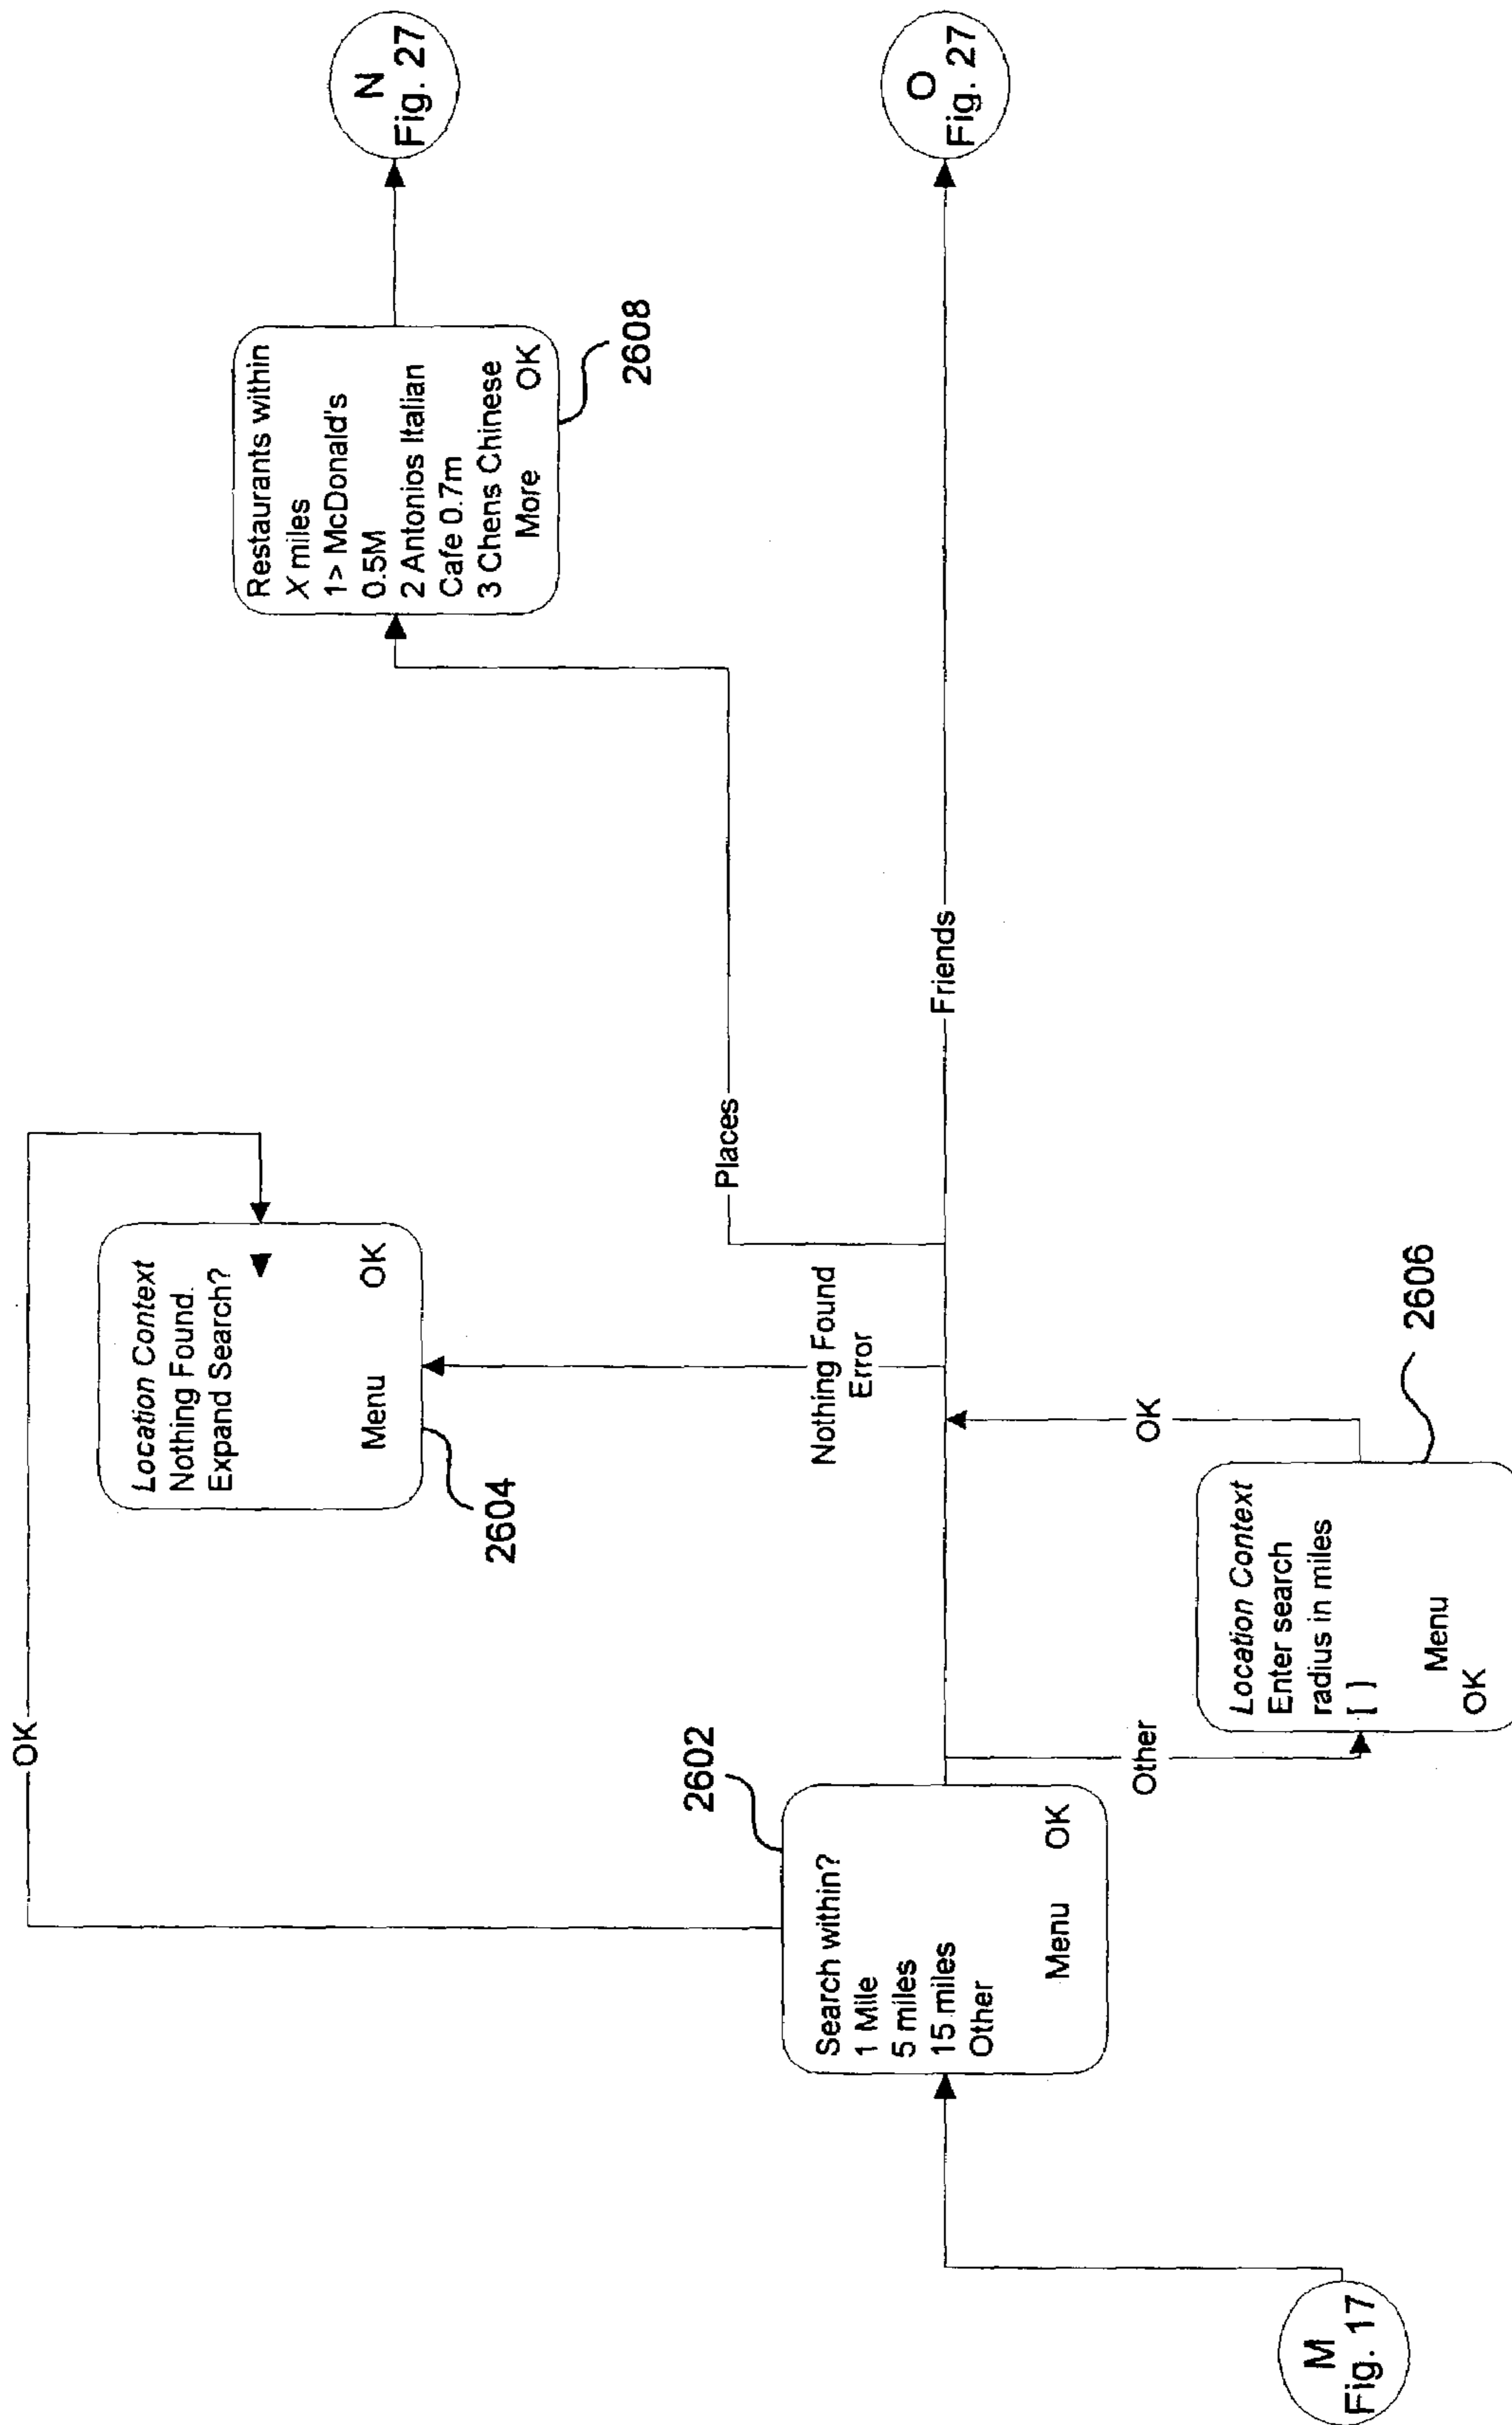 OK
Location Context
Nothing Found.
Expand Search?
Menu OK
2604
Restaurants within
X miles
1> McDonald's
0.5M
2 Antonios Italian
Cafe 0.7m
3 Chens Chinese
More OK
2608
N
Fig. 27
Places
Nothing Found
Error
2602
Search within?
1 Mile
5 miles
15 miles
Other
Menu OK
Friends
O
Fig. 27
Other
OK
Location Context
Enter search
radius in miles
[ ]
Menu
OK
2606
M
Fig. 17